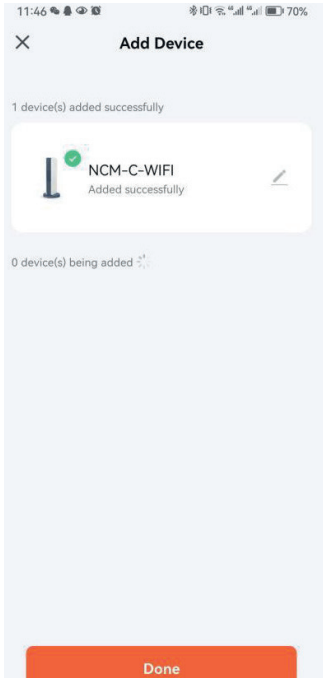 11:46 70%
Add Device
1 device(s) added successfully
NCM-C-WIFI
Added successfully
0 device(s) being added
Done